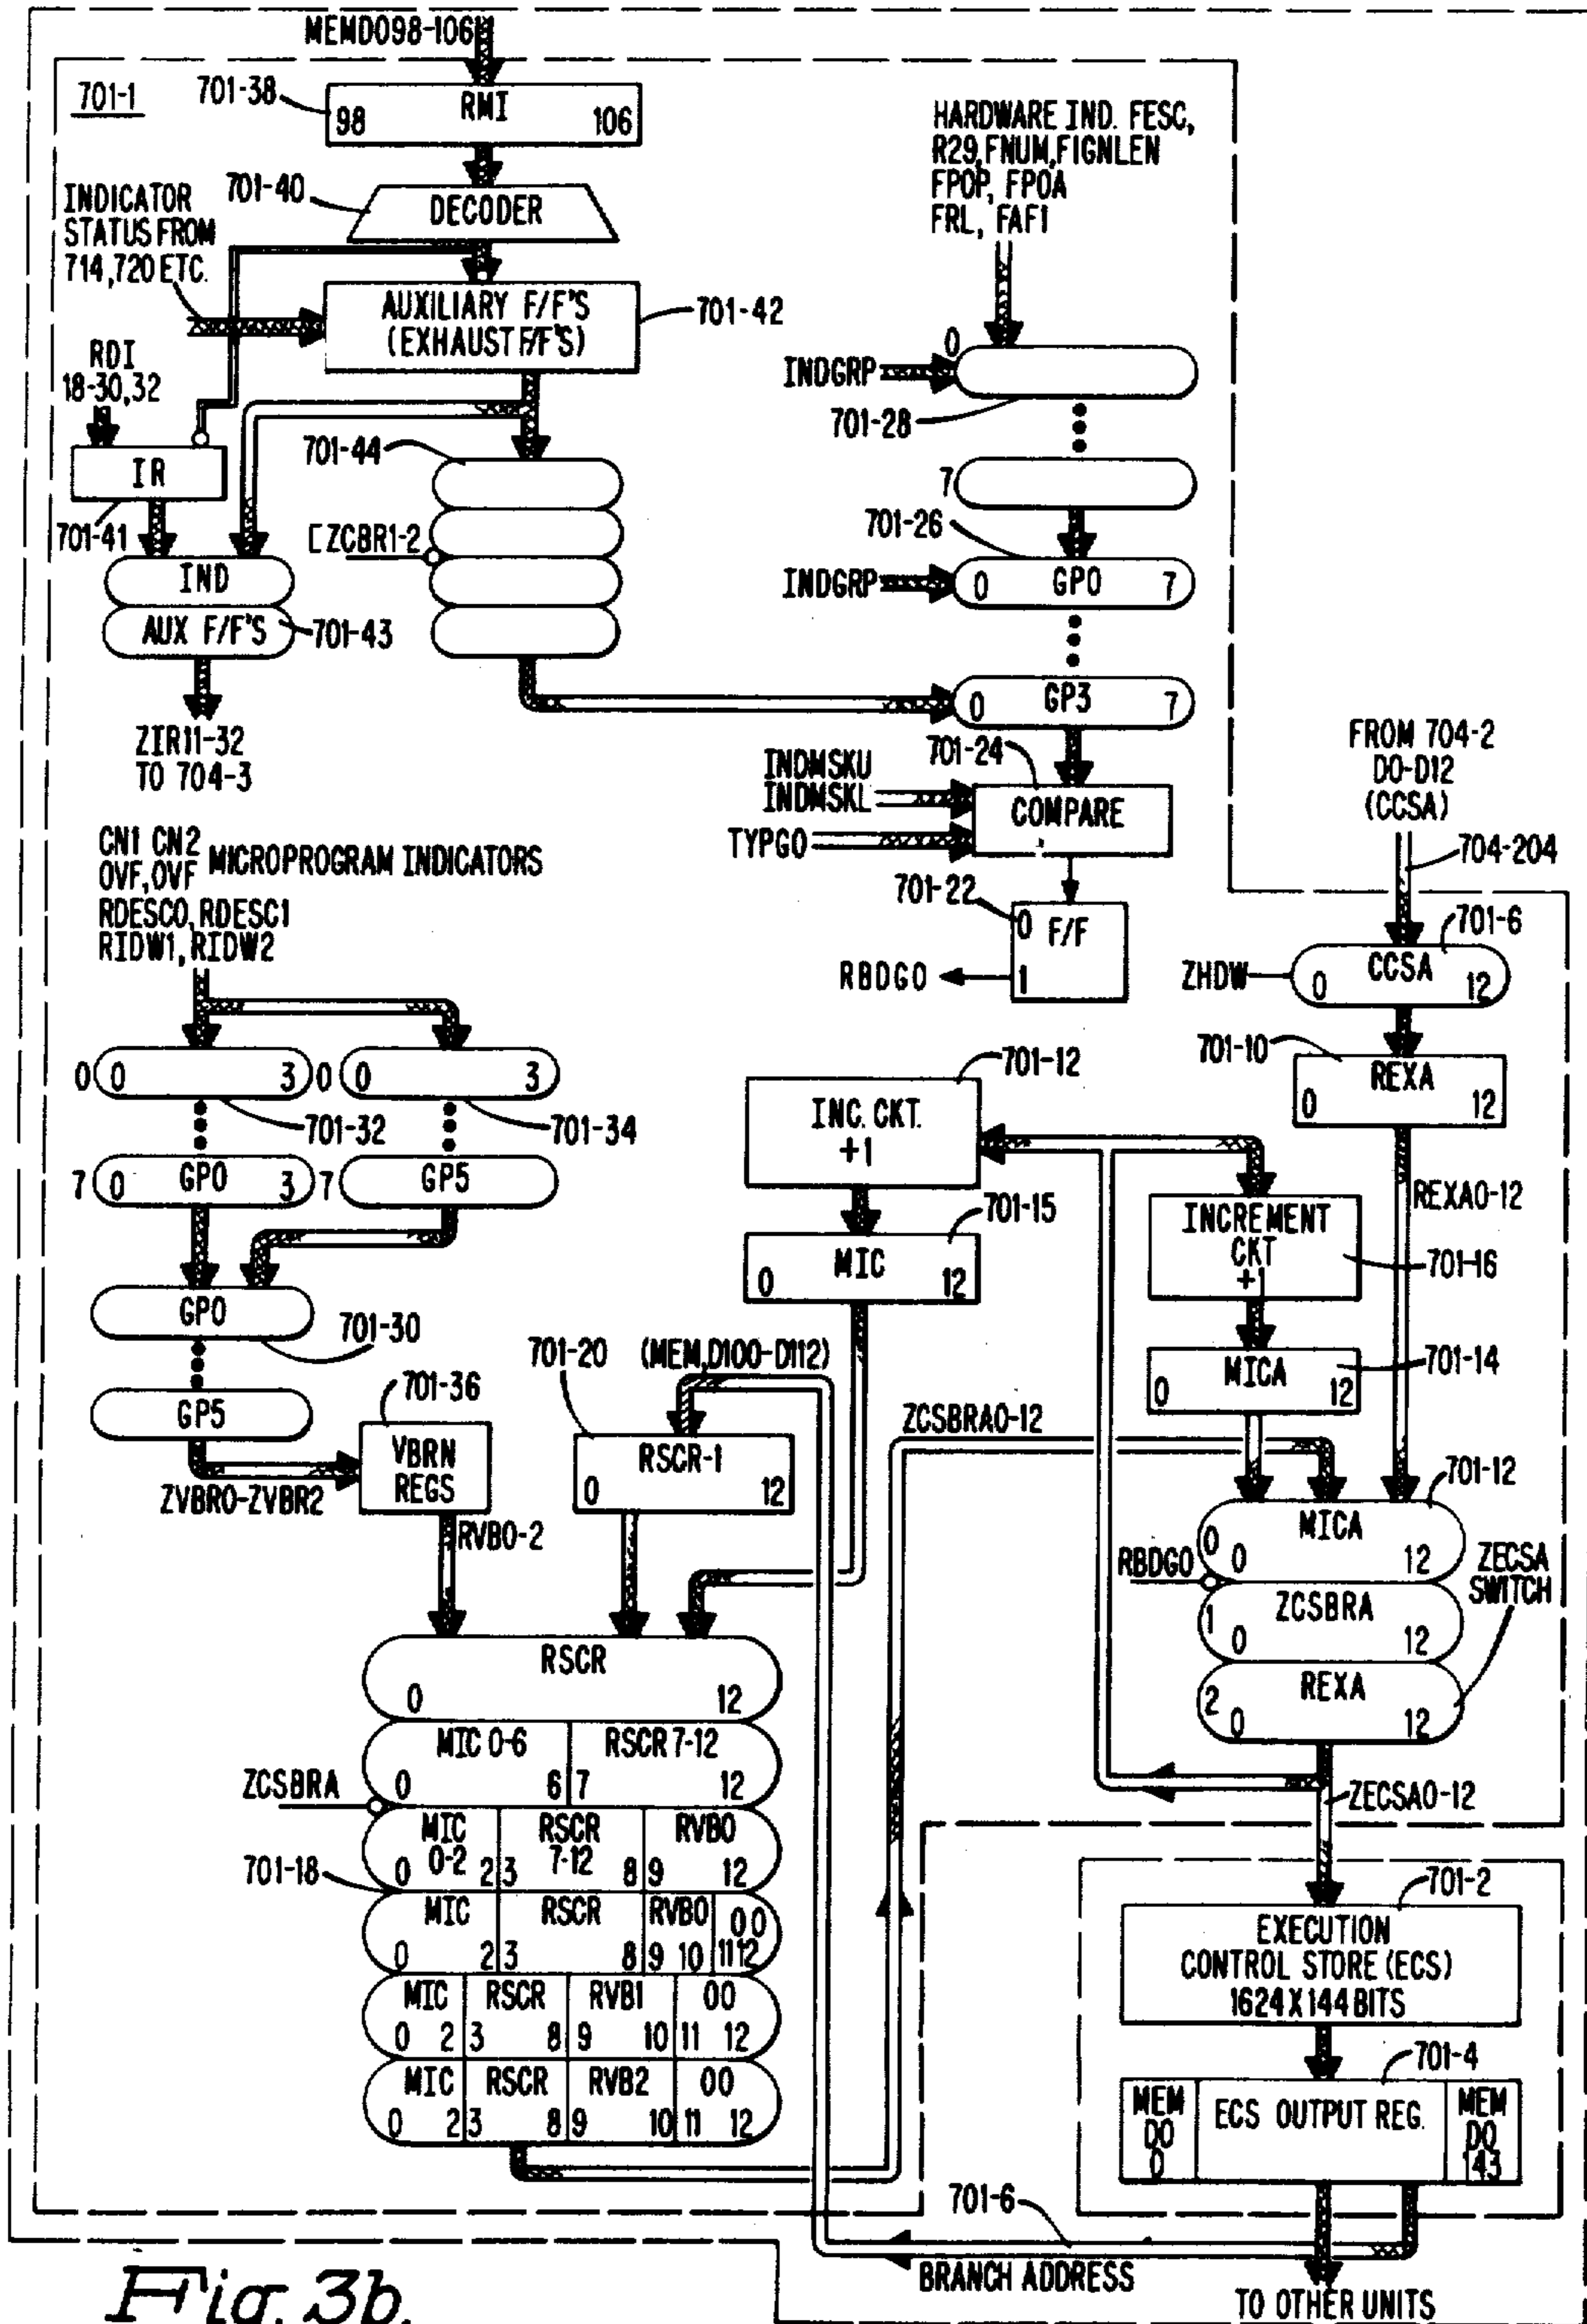 MEMDO98-106
701-1
701-38
RMI
98 106
701-40
DECODER
INDICATOR
STATUS FROM
714,720 ETC.
AUXILIARY F/F'S
(EXHAUST F/F'S)
701-42
RDI
18-30,32
IR
701-41
701-44
[ZCBR1-2
IND
AUX F/F'S
701-43
ZIR11-32
TO 704-3
HARDWARE IND. FESC,
R29,FNUM,FIGNLEN
FPOP, FPOA
FRL, FAFI
0
INDGRP
701-28
7
701-26
INDGRP
0 GP0 7
0 GP3 7
701-24
INDMSKU
INDMSKL
TYPGO
COMPARE
701-22
0 F/F
1
RBDGO
FROM 704-2
DO-D12
(CCSA)
704-204
701-6
ZHDW
CCSA
0 12
701-10
REXA
0 12
REXA0-12
CN1 CN2
OVF,OVF MICROPROGRAM INDICATORS
RDESC0, RDESC1
RIDW1, RIDW2
0 0 3 0 0 3
701-32
701-34
7 0 GP0 3 7 GP5
GP0
701-30
GP5
ZVBR0-ZVBR2
701-36
VBRN
REGS
RVB0-2
701-12
INC. CKT.
+1
701-15
MIC
0 12
INCREMENT
CKT
+1
701-16
701-14
MICA
0 12
701-20
(MEM,D100-D112)
RSCR-1
0 12
ZCSBRA0-12
701-12
MICA
0 0 12
RBDGO
ZECSA
SWITCH
ZCSBRA
1 0 12
REXA
2 0 12
ZECSA0-12
RSCR
0 12
MIC 0-6 RSCR 7-12
0 6 7 12
ZCSBRA
MIC RSCR RVB0
0-2 7-12
0 2 3 8 9 12
701-18
MIC RSCR RVB0 00
0 2 3 8 9 10 11 12
MIC RSCR RVB1 00
0 2 3 8 9 10 11 12
MIC RSCR RVB2 00
0 2 3 8 9 10 11 12
701-2
EXECUTION
CONTROL STORE (ECS)
1624 X 144 BITS
701-4
MEM ECS OUTPUT REG. MEM
DO DO
0 143
701-6
BRANCH ADDRESS
TO OTHER UNITS
Fig. 3b.